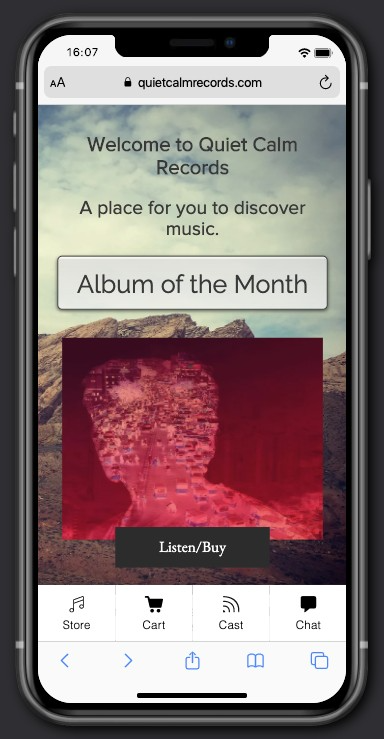 16:07
AA quietcalmrecords.com
Welcome to Quiet Calm
Records
A place for you to discover
music.
Album of the Month
Listen/Buy
Store Cart Cast Chat